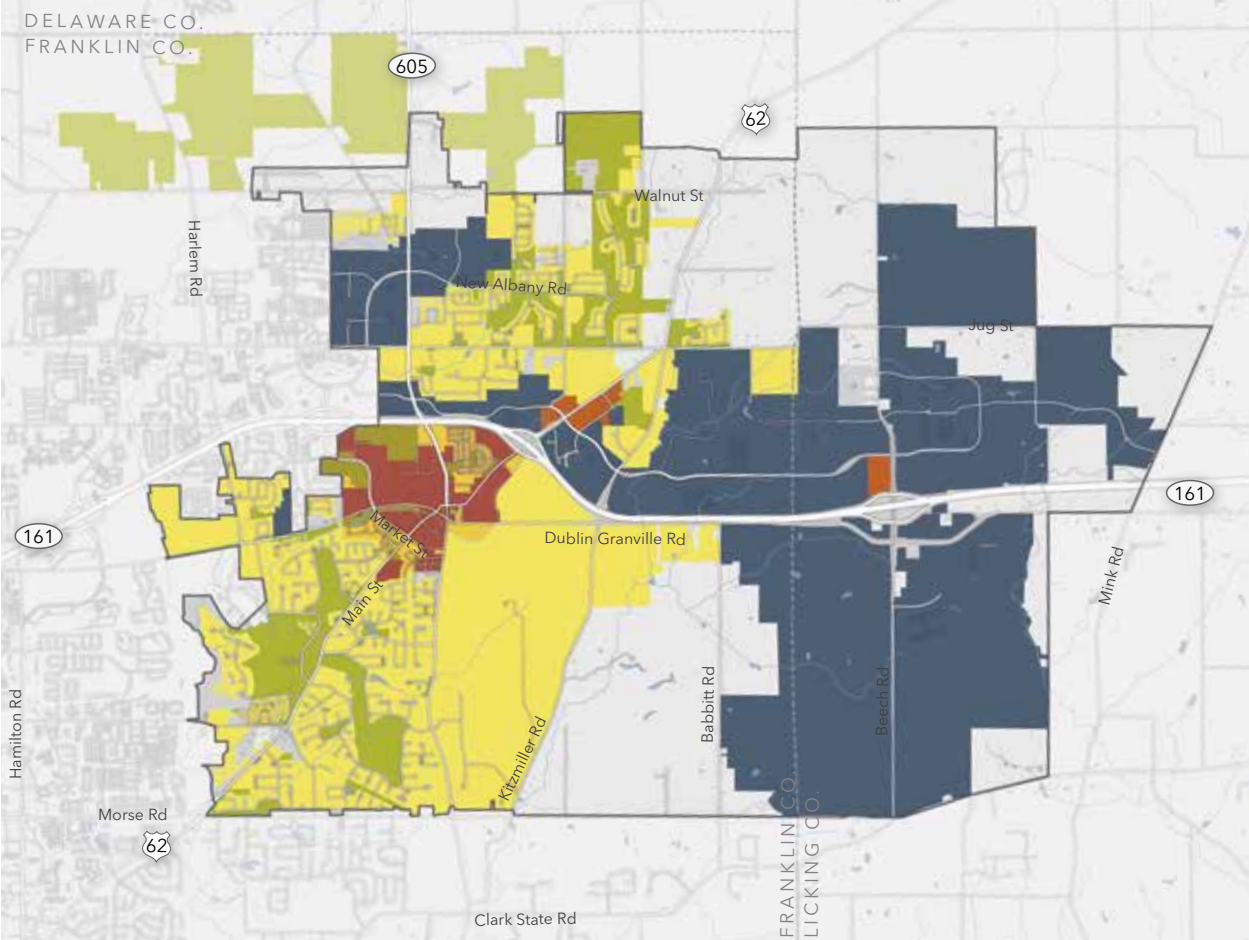 DELAWARE CO.
FRANKLIN CO.
605
62
Walnut St
Harlem Rd
New Albany Rd
Jug St
161
161
Market St
Dublin Granville Rd
Mink Rd
Main St
Hamilton Rd
Babbitt Rd
Beech Rd
Kitzmiller Rd
Morse Rd
62
FRANKLIN CO.
LICKING CO.
Clark State Rd